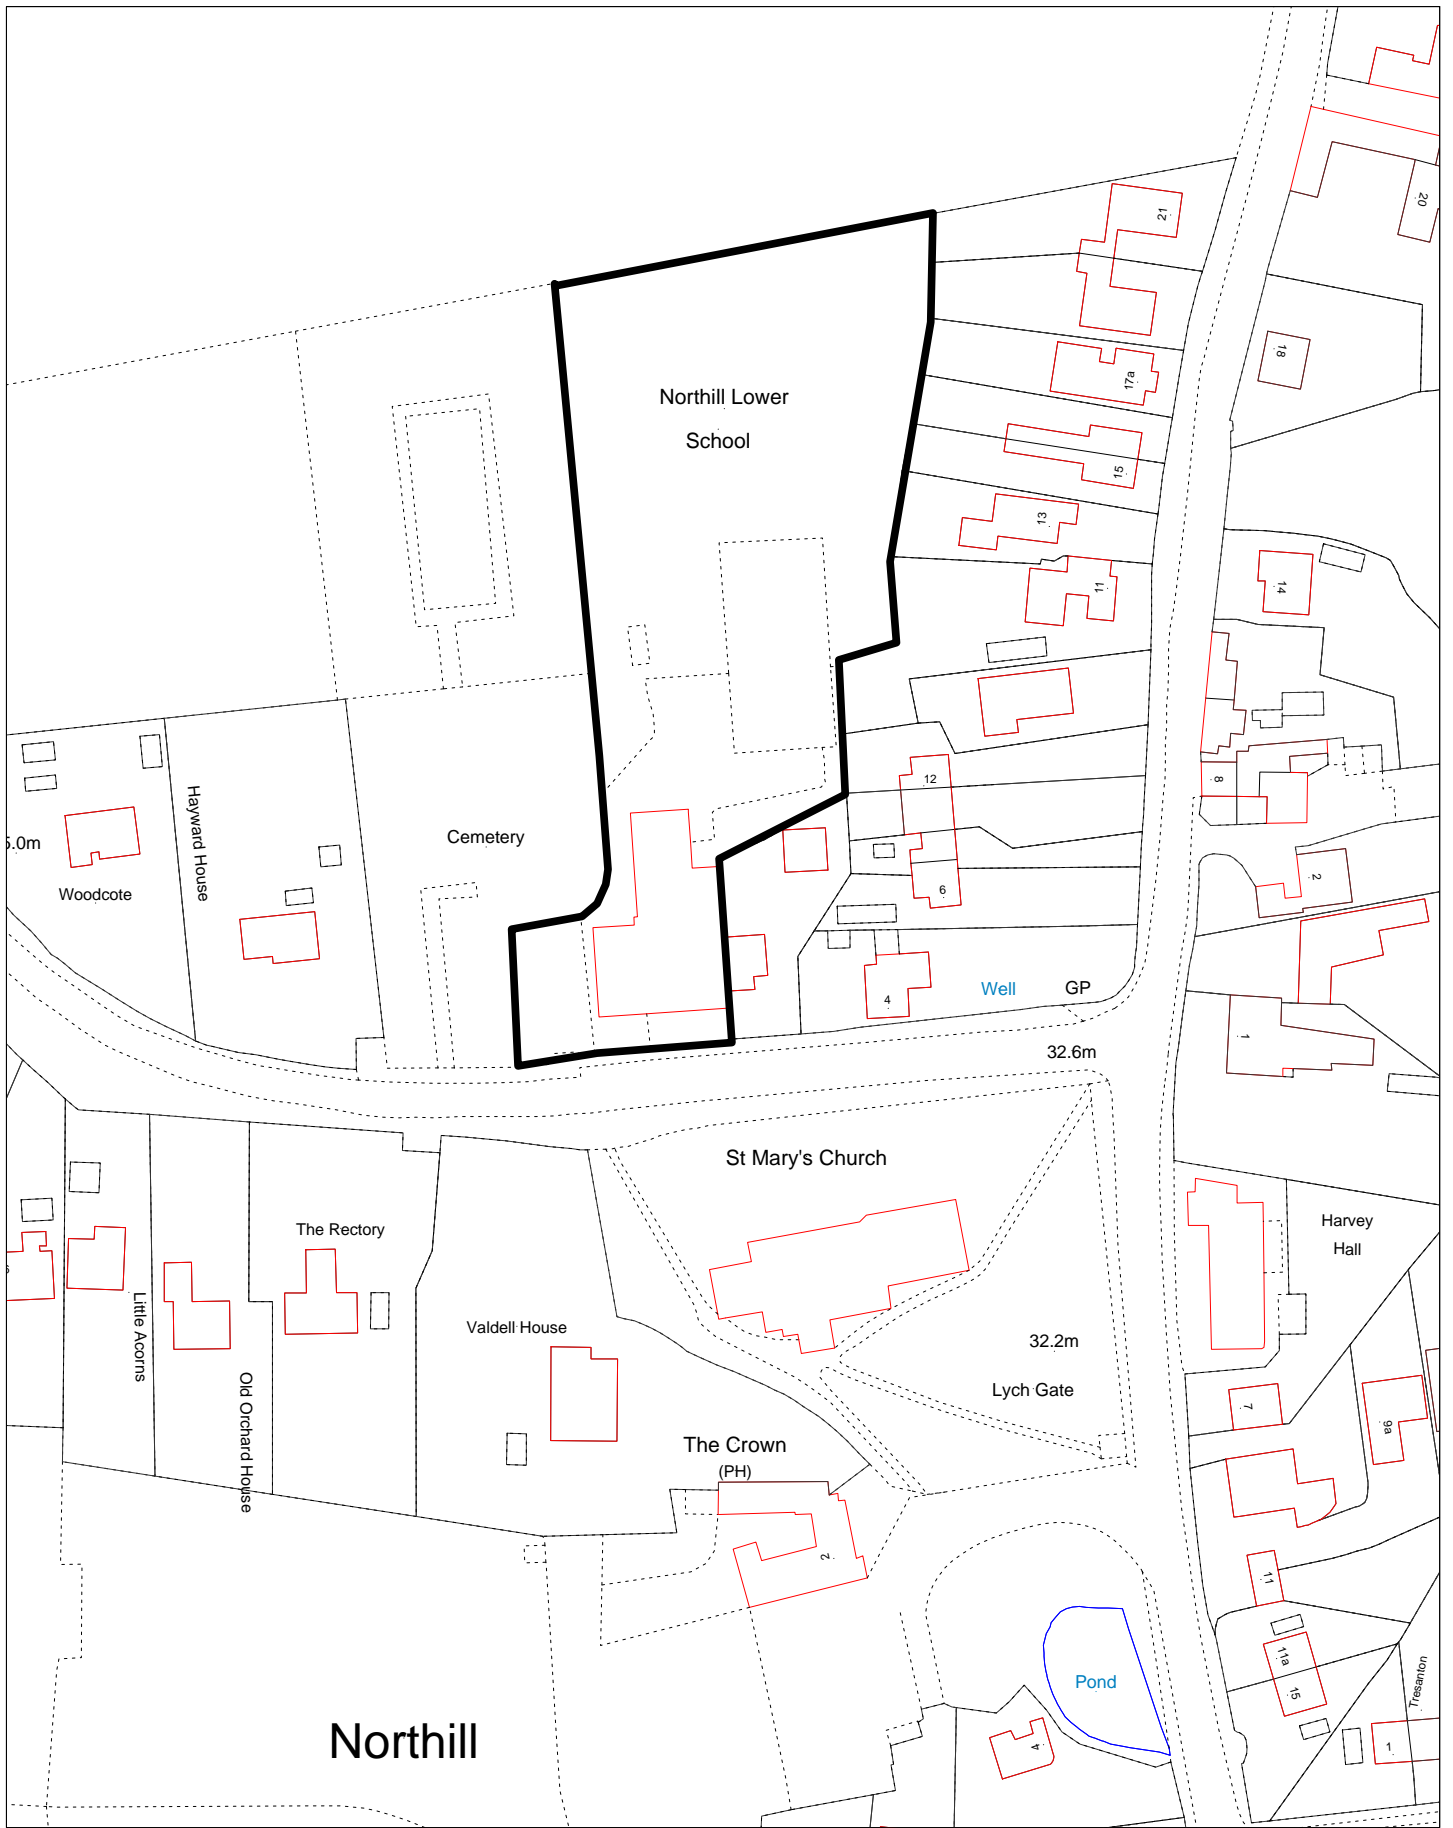 20
21
18
17a
Northill Lower
School
15
13
11
14
12
8
Hayward House
Cemetery
5.0m
Woodcote
2
6
4
Well
GP
1
32.6m
St Mary's Church
The Rectory
Harvey
Hall
Little Acorns
Valdell House
32.2m
Lych Gate
Old Orchard House
7
9a
The Crown
(PH)
2
11
11a
15
Pond
Tresanton
Northill
4
1